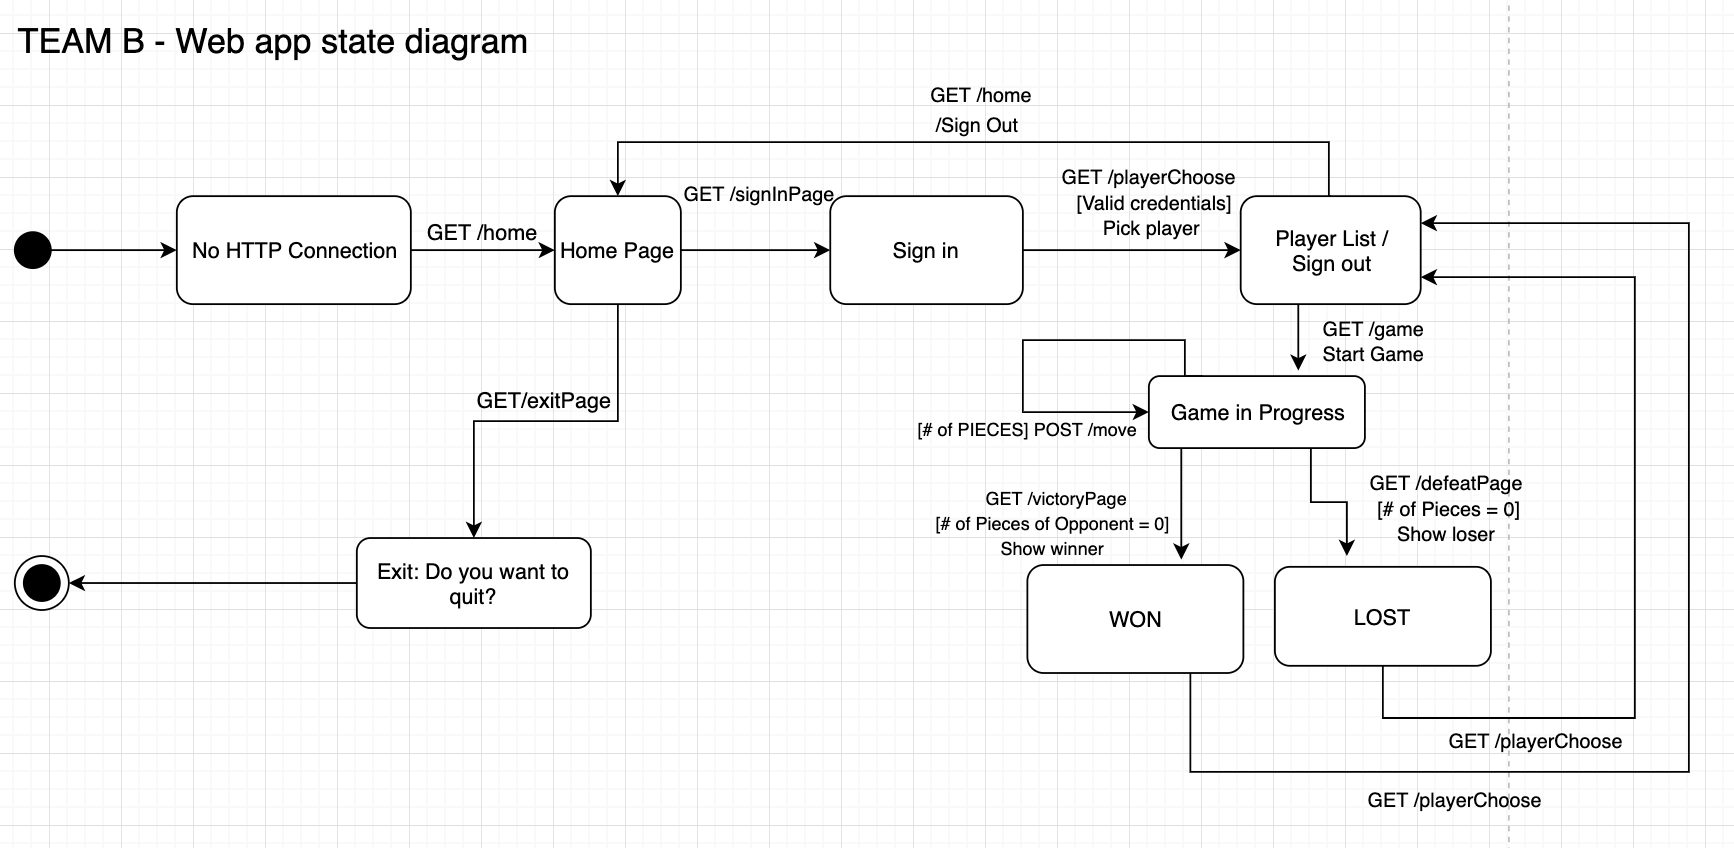 TEAM B - Web app state diagram
GET /home
/Sign Out
GET /signInPage
GET /playerChoose
[Valid credentials]
Pick player
No HTTP Connection
GET /home
Home Page
Sign in
Player List /
Sign out
GET /game
Start Game
GET/exitPage
Game in Progress
[# of PIECES] POST /move
GET /victoryPage
[# of Pieces of Opponent = 0]
Show winner
GET /defeatPage
[# of Pieces = 0]
Show loser
Exit: Do you want to
quit?
WON
LOST
GET /playerChoose
GET /playerChoose